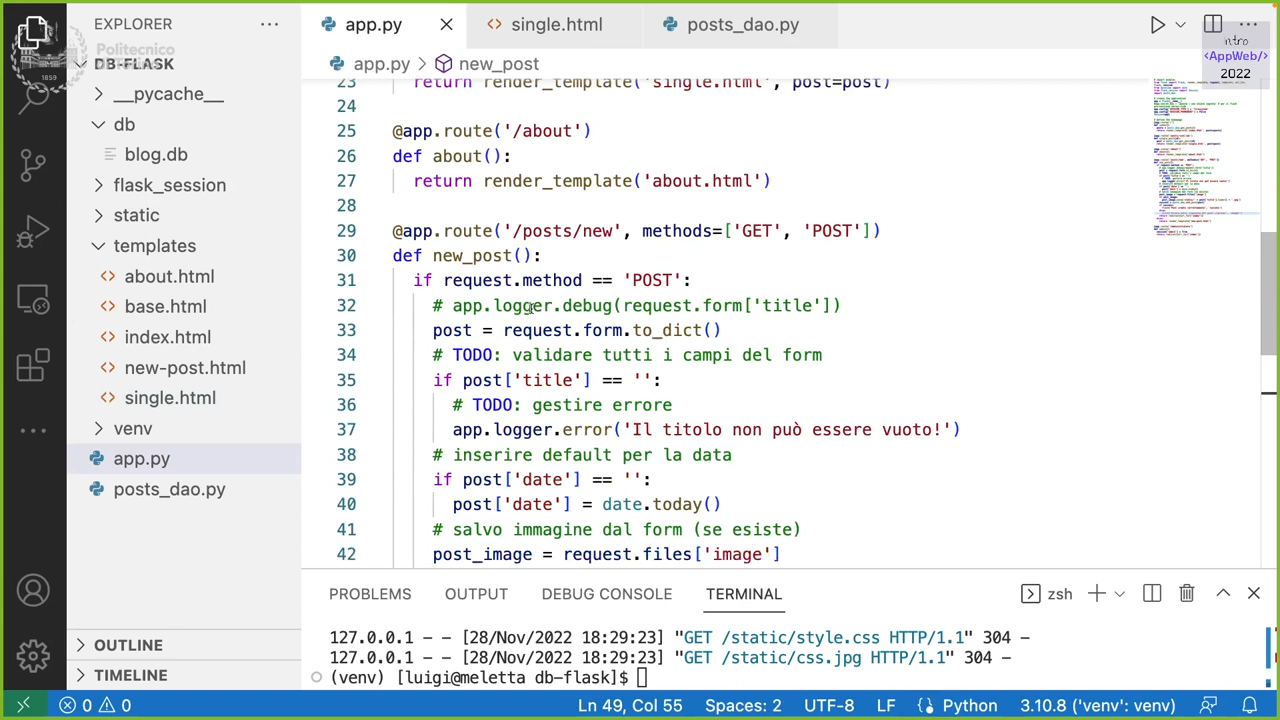 EXPLORER
app.py
single.html
posts_dao.py
Politecnico
1859
DB-FLASK
ntro
<AppWeb/>
2022
app.py > new_post
__pycache__
db
blog.db
flask_session
static
templates
about.html
base.html
index.html
new-post.html
single.html
venv
app.py
posts_dao.py
OUTLINE
TIMELINE
23 return render_template('single.html', post=post)
24
25 @app.route('/about')
26 def about():
27 return render_template('about.html')
28
29 @app.route('/posts/new', methods=['GET', 'POST'])
30 def new_post():
31 if request.method == 'POST':
32 # app.logger.debug(request.form['title'])
33 post = request.form.to_dict()
34 # TODO: validare tutti i campi del form
35 if post['title'] == '':
36 # TODO: gestire errore
37 app.logger.error('Il titolo non può essere vuoto!')
38 # inserire default per la data
39 if post['date'] == '':
40 post['date'] = date.today()
41 # salvo immagine dal form (se esiste)
42 post_image = request.files['image']
PROBLEMS OUTPUT DEBUG CONSOLE TERMINAL
zsh
127.0.0.1 - - [28/Nov/2022 18:29:23] "GET /static/style.css HTTP/1.1" 304 -
127.0.0.1 - - [28/Nov/2022 18:29:23] "GET /static/css.jpg HTTP/1.1" 304 -
(venv) [luigi@meletta db-flask]$
0 0
Ln 49, Col 55 Spaces: 2 UTF-8 LF Python 3.10.8 ('venv': venv)